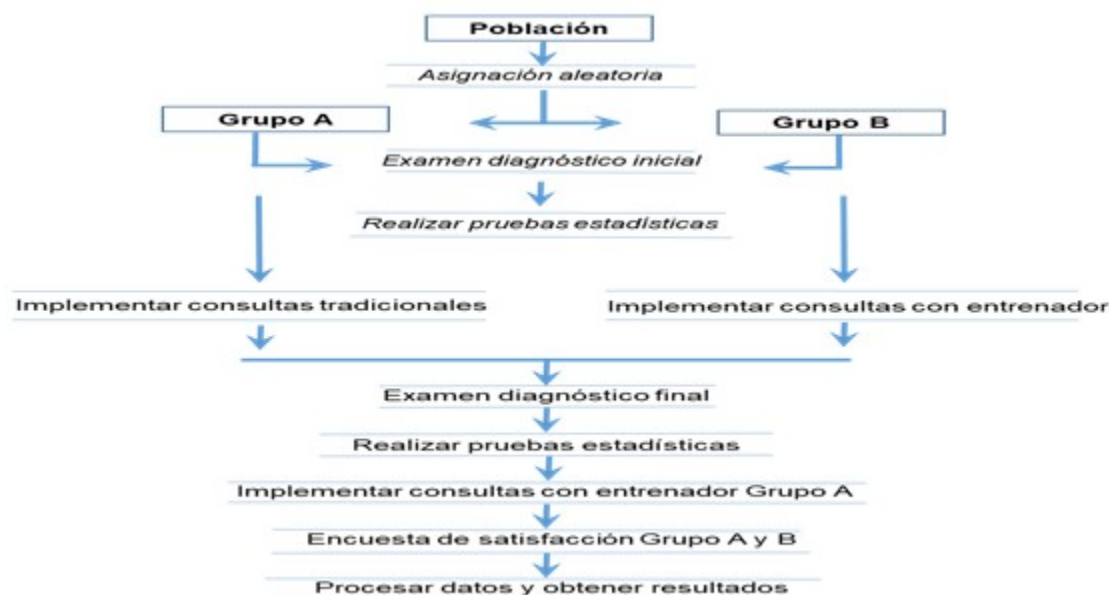 Población
Asignación aleatoria
Grupo A
Grupo B
Examen diagnóstico inicial
Realizar pruebas estadísticas
Implementar consultas tradicionales
Implementar consultas con entrenador
Examen diagnóstico final
Realizar pruebas estadísticas
Implementar consultas con entrenador Grupo A
Encuesta de satisfacción Grupo A y B
Procesar datos y obtener resultados